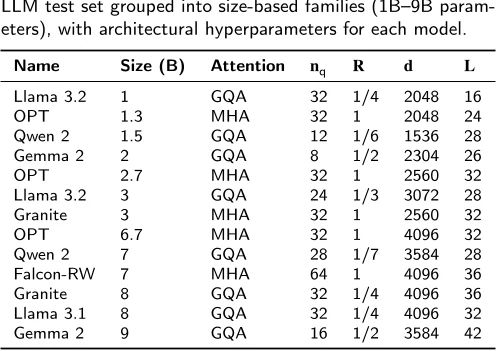 LLM test set grouped into size-based families (1B–9B param-
eters), with architectural hyperparameters for each model.
Name Size (B) Attention nq R d L
Llama 3.2 1 GQA 32 1/4 2048 16
OPT 1.3 MHA 32 1 2048 24
Qwen 2 1.5 GQA 12 1/6 1536 28
Gemma 2 2 GQA 8 1/2 2304 26
OPT 2.7 MHA 32 1 2560 32
Llama 3.2 3 GQA 24 1/3 3072 28
Granite 3 MHA 32 1 2560 32
OPT 6.7 MHA 32 1 4096 32
Qwen 2 7 GQA 28 1/7 3584 28
Falcon-RW 7 MHA 64 1 4096 36
Granite 8 GQA 32 1/4 4096 36
Llama 3.1 8 GQA 32 1/4 4096 32
Gemma 2 9 GQA 16 1/2 3584 42